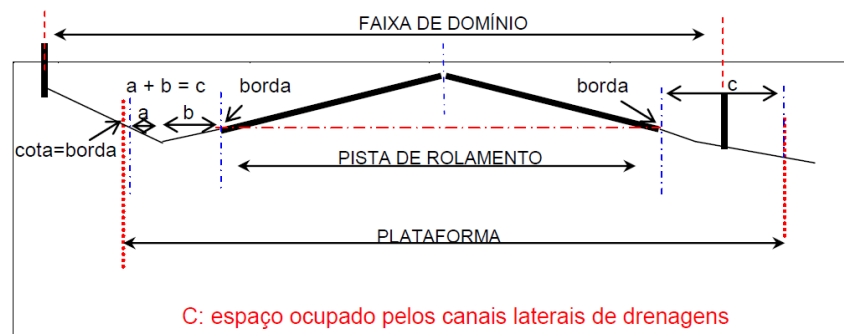 FAIXA DE DOMÍNIO
a + b = c
borda
borda
c
a
b
cota=borda
PISTA DE ROLAMENTO
PLATAFORMA
C: espaço ocupado pelos canais laterais de drenagens